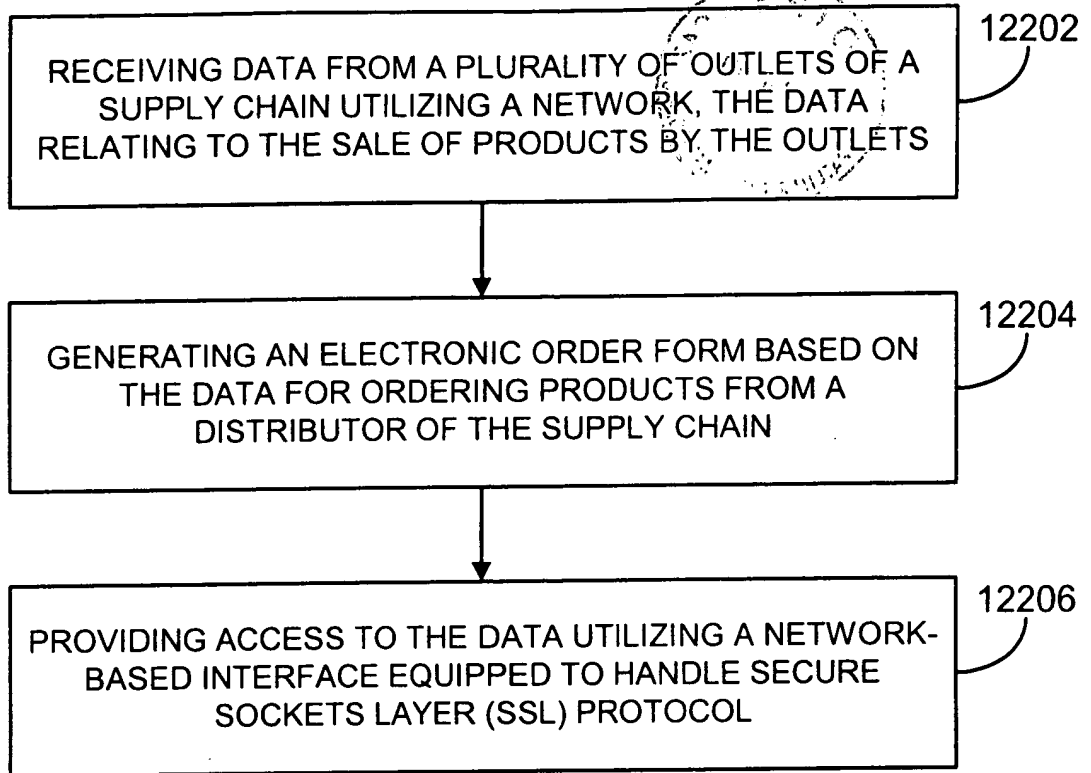 12202
RECEIVING DATA FROM A PLURALITY OF OUTLETS OF A
SUPPLY CHAIN UTILIZING A NETWORK, THE DATA
RELATING TO THE SALE OF PRODUCTS BY THE OUTLETS
12204
GENERATING AN ELECTRONIC ORDER FORM BASED ON
THE DATA FOR ORDERING PRODUCTS FROM A
DISTRIBUTOR OF THE SUPPLY CHAIN
12206
PROVIDING ACCESS TO THE DATA UTILIZING A NETWORK-
BASED INTERFACE EQUIPPED TO HANDLE SECURE
SOCKETS LAYER (SSL) PROTOCOL